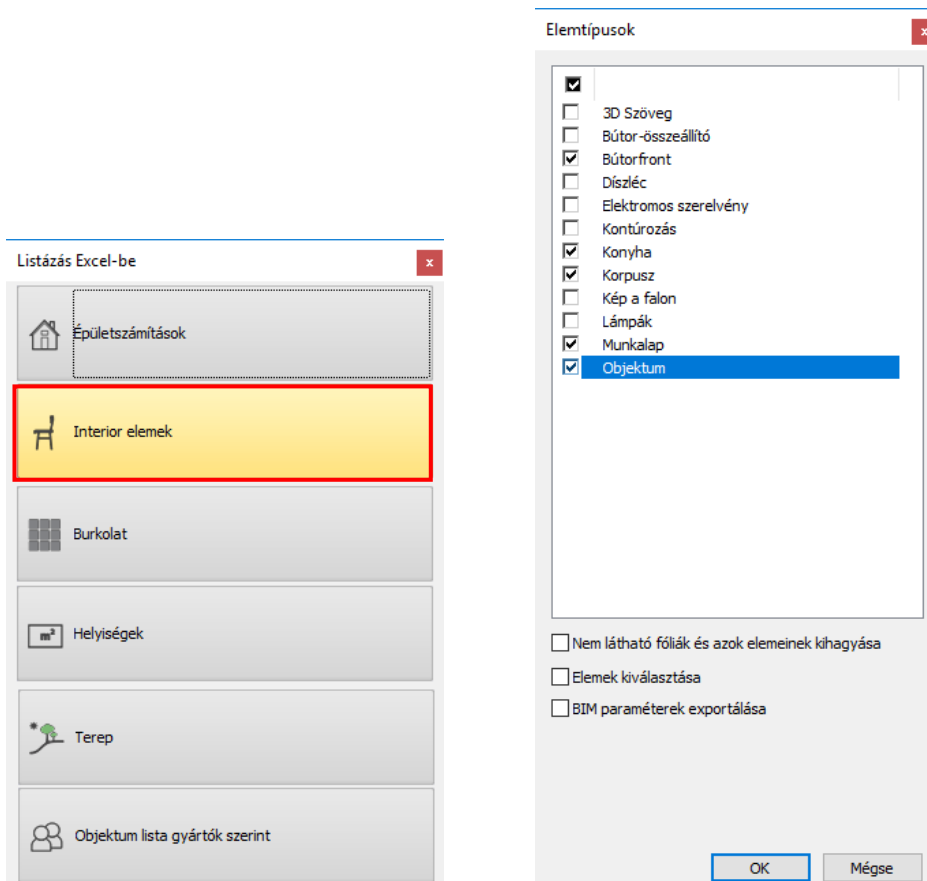 Listázás Excel-be
x
Épületszámítások
Interior elemek
Burkolat
m²
Helyiségek
Terep
Objektum lista gyártók szerint
Elemtípusok
x
3D Szöveg
Bútor-összeállító
Bútorfront
Díszléc
Elektromos szerelvény
Kontúrozás
Konyha
Korpusz
Kép a falon
Lámpák
Munkalap
Objektum
Nem látható fóliák és azok elemeinek kihagyása
Elemek kiválasztása
BIM paraméterek exportálása
OK
Mégse